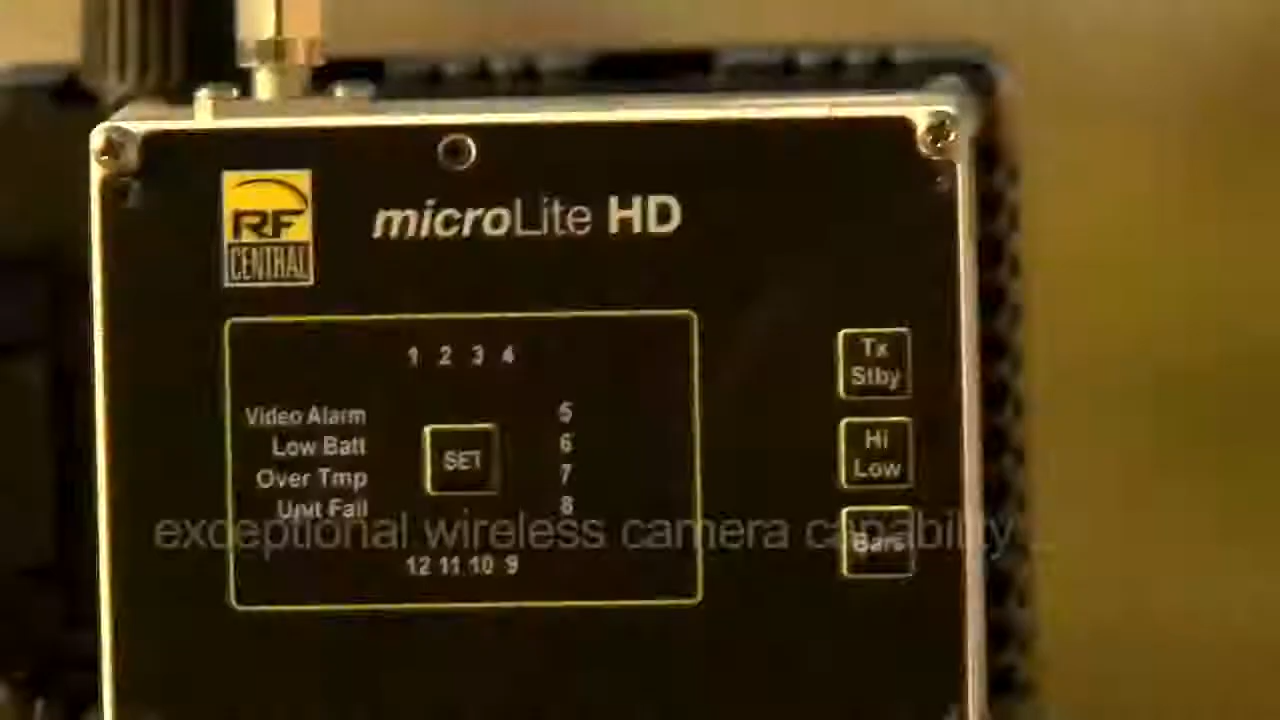 RF
CENTRAL
microLite HD
1 2 3 4
Video Alarm
Low Batt
Over Tmp
Unit Fail
SET
5
6
7
8
12 11 10 9
Tx
Stby
Hi
Low
Bars
exceptional wireless camera capability